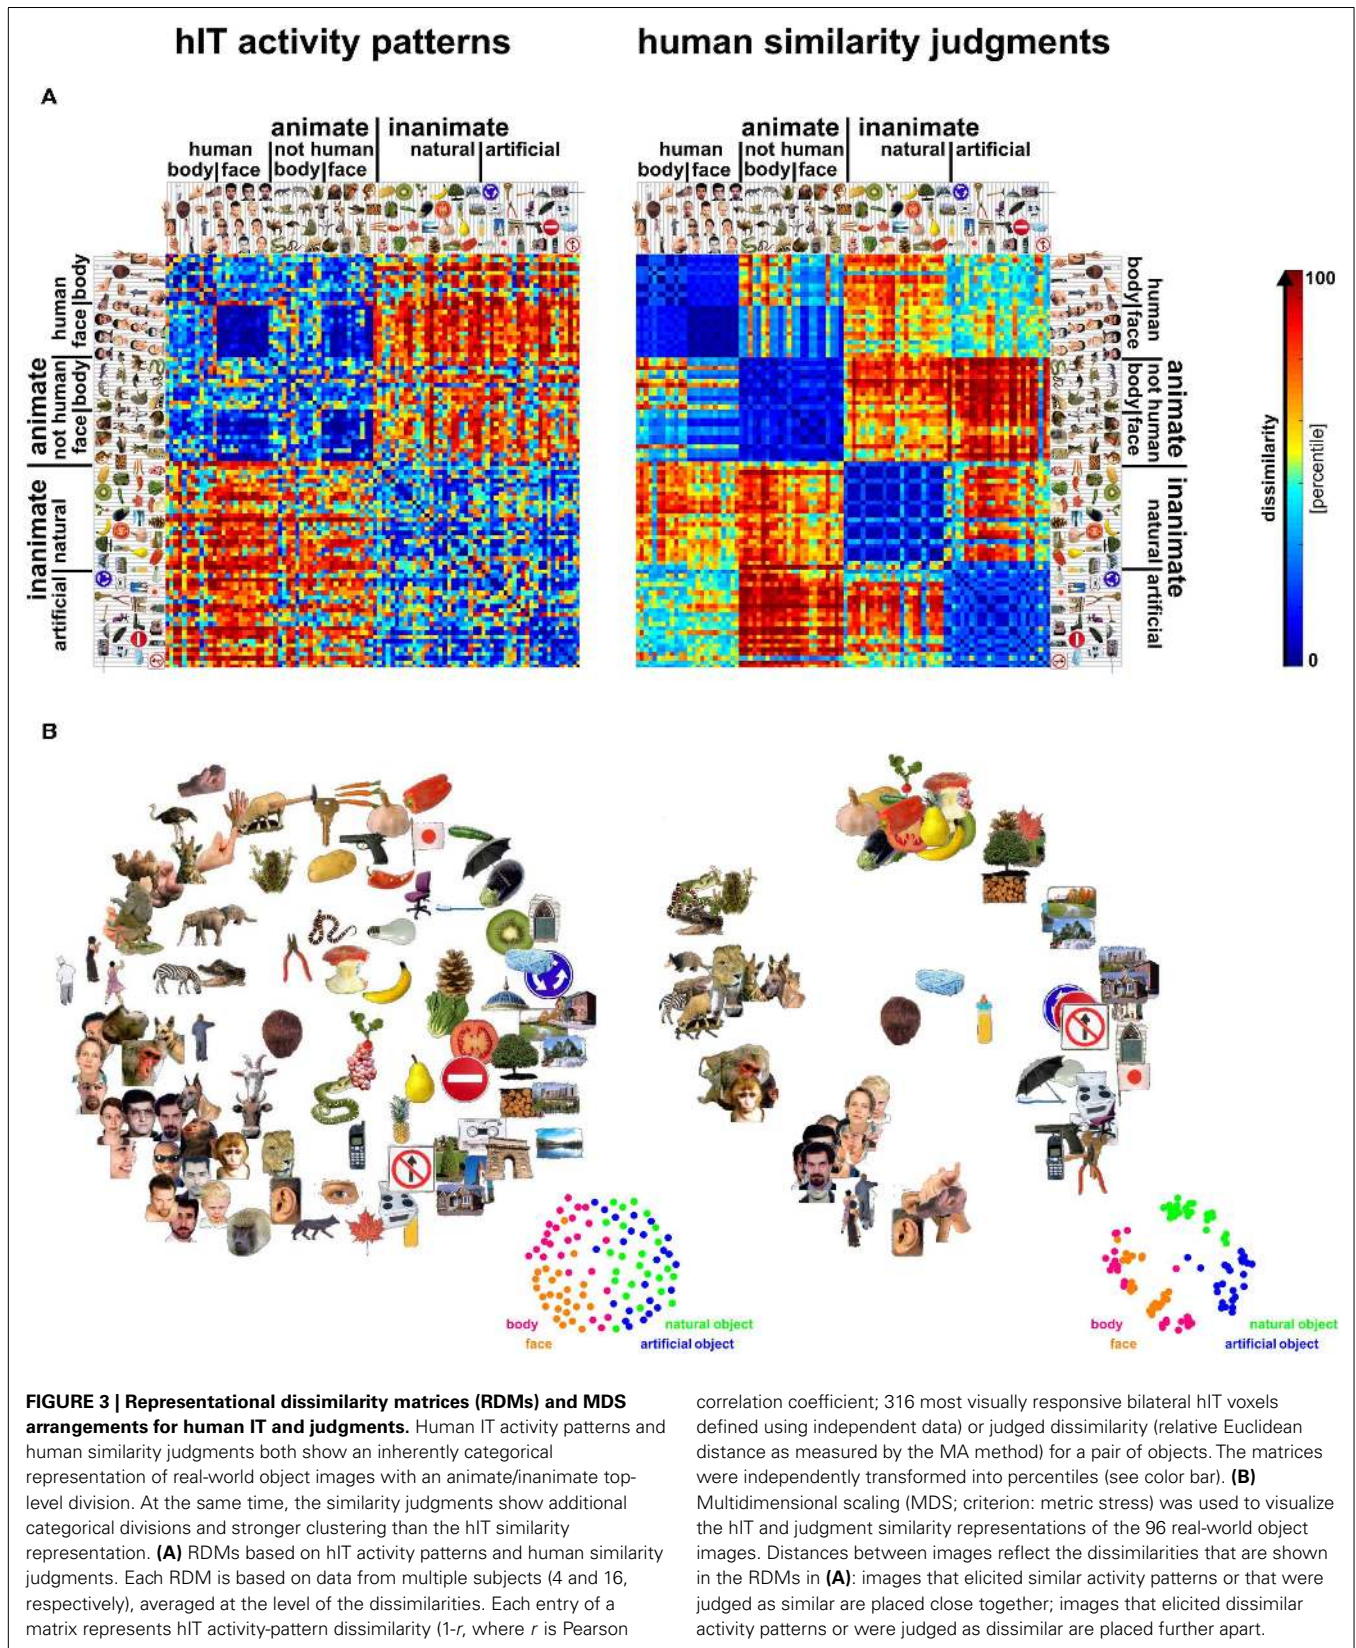 hIT activity patterns
human similarity judgments
A
animate | inanimate
human | not human
natural | artificial
body | face
body | face
animate | inanimate
human | not human
natural | artificial
body | face
body | face
animate
human
face | body
not human
face | body
inanimate
natural
artificial
human
body | face
animate
not human
body | face
inanimate
natural
artificial
100
dissimilarity
[percentile]
0
B
body
face
natural object
artificial object
body
face
natural object
artificial object
FIGURE 3 | Representational dissimilarity matrices (RDMs) and MDS
arrangements for human IT and judgments. Human IT activity patterns and
human similarity judgments both show an inherently categorical
representation of real-world object images with an animate/inanimate top-
level division. At the same time, the similarity judgments show additional
categorical divisions and stronger clustering than the hIT similarity
representation. (A) RDMs based on hIT activity patterns and human similarity
judgments. Each RDM is based on data from multiple subjects (4 and 16,
respectively), averaged at the level of the dissimilarities. Each entry of a
matrix represents hIT activity-pattern dissimilarity (1-r, where r is Pearson
correlation coefficient; 316 most visually responsive bilateral hIT voxels
defined using independent data) or judged dissimilarity (relative Euclidean
distance as measured by the MA method) for a pair of objects. The matrices
were independently transformed into percentiles (see color bar). (B)
Multidimensional scaling (MDS; criterion: metric stress) was used to visualize
the hIT and judgment similarity representations of the 96 real-world object
images. Distances between images reflect the dissimilarities that are shown
in the RDMs in (A): images that elicited similar activity patterns or that were
judged as similar are placed close together; images that elicited dissimilar
activity patterns or were judged as dissimilar are placed further apart.